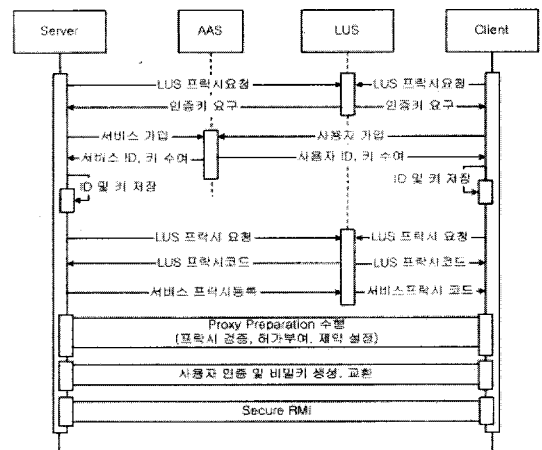 Server AAS LUS Client
LUS 프락시요청 LUS 프락시요청
인증키 요구 인증키 요구
서비스 가입 사용자 가입
서비스 ID, 키 수여 사용자 ID, 키 수여
ID 및 키 저장 ID 및 키 저장
LUS 프락시 요청 LUS 프락시 요청
LUS 프락시코드 LUS 프락시코드
서비스 프락시등록 서비스프락시 코드
Proxy Preparation 수행
(프락시 검증, 허가부여, 제약 설정)
사용자 인증 및 비밀키 생성, 교환
Secure RMI